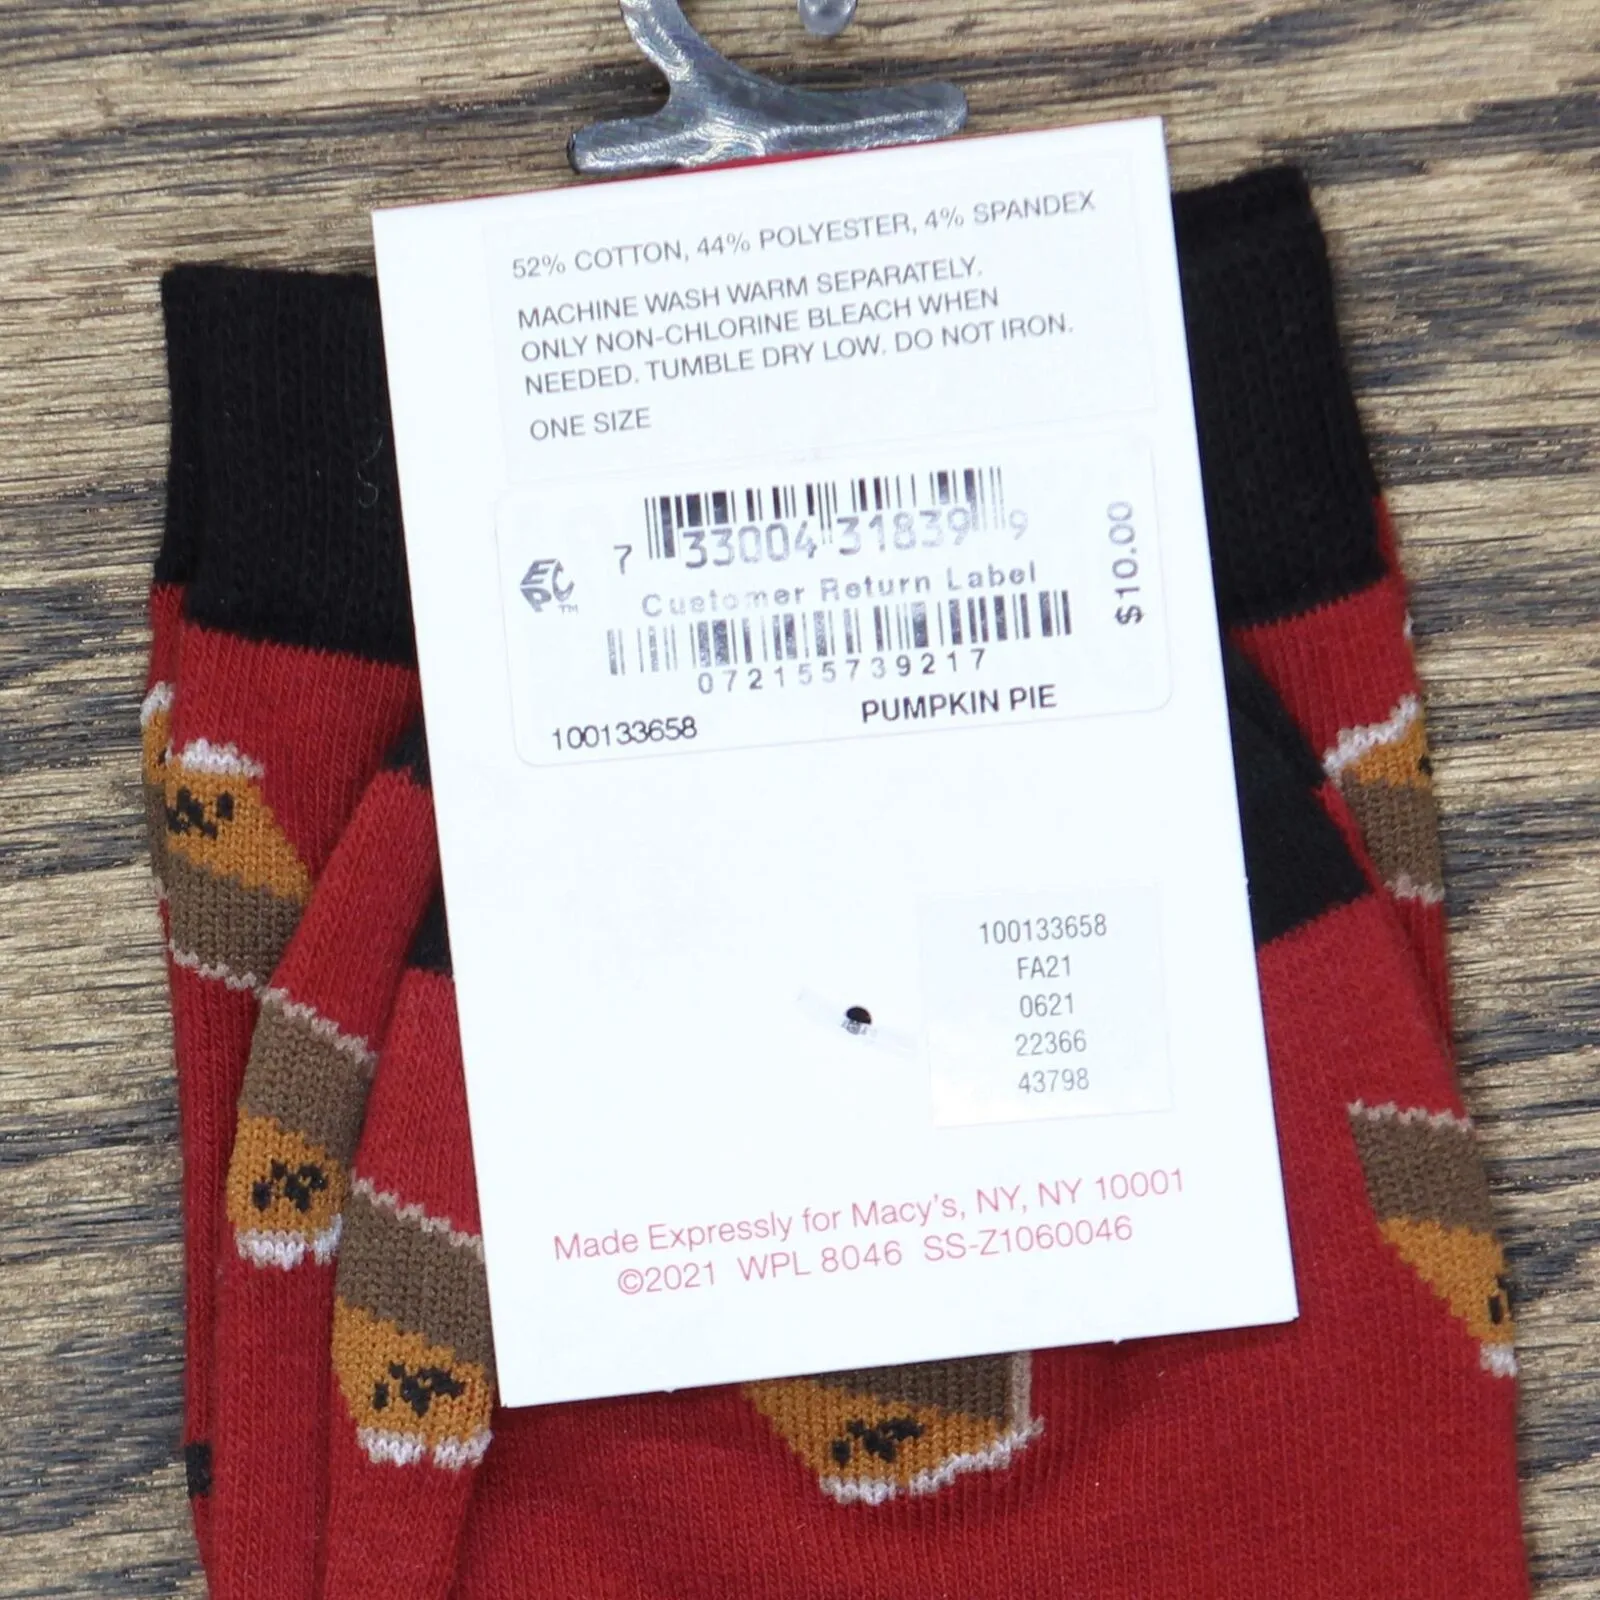 52% COTTON, 44% POLYESTER, 4% SPANDEX
MACHINE WASH WARM SEPARATELY.
ONLY NON-CHLORINE BLEACH WHEN
NEEDED. TUMBLE DRY LOW. DO NOT IRON.
ONE SIZE
7 33004 31839 9
EC
PC™
Customer Return Label
$10.00
072155739217
100133658 PUMPKIN PIE
100133658
FA21
0621
22366
43798
Made Expressly for Macy's, NY, NY 10001
©2021 WPL 8046 SS-Z1060046